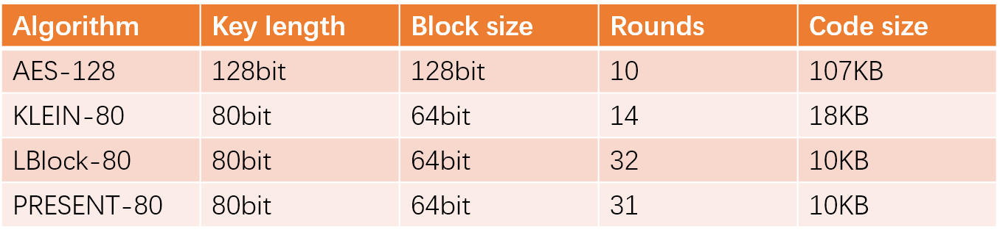 Algorithm Key length Block size Rounds Code size
AES-128 128bit 128bit 10 107KB
KLEIN-80 80bit 64bit 14 18KB
LBlock-80 80bit 64bit 32 10KB
PRESENT-80 80bit 64bit 31 10KB